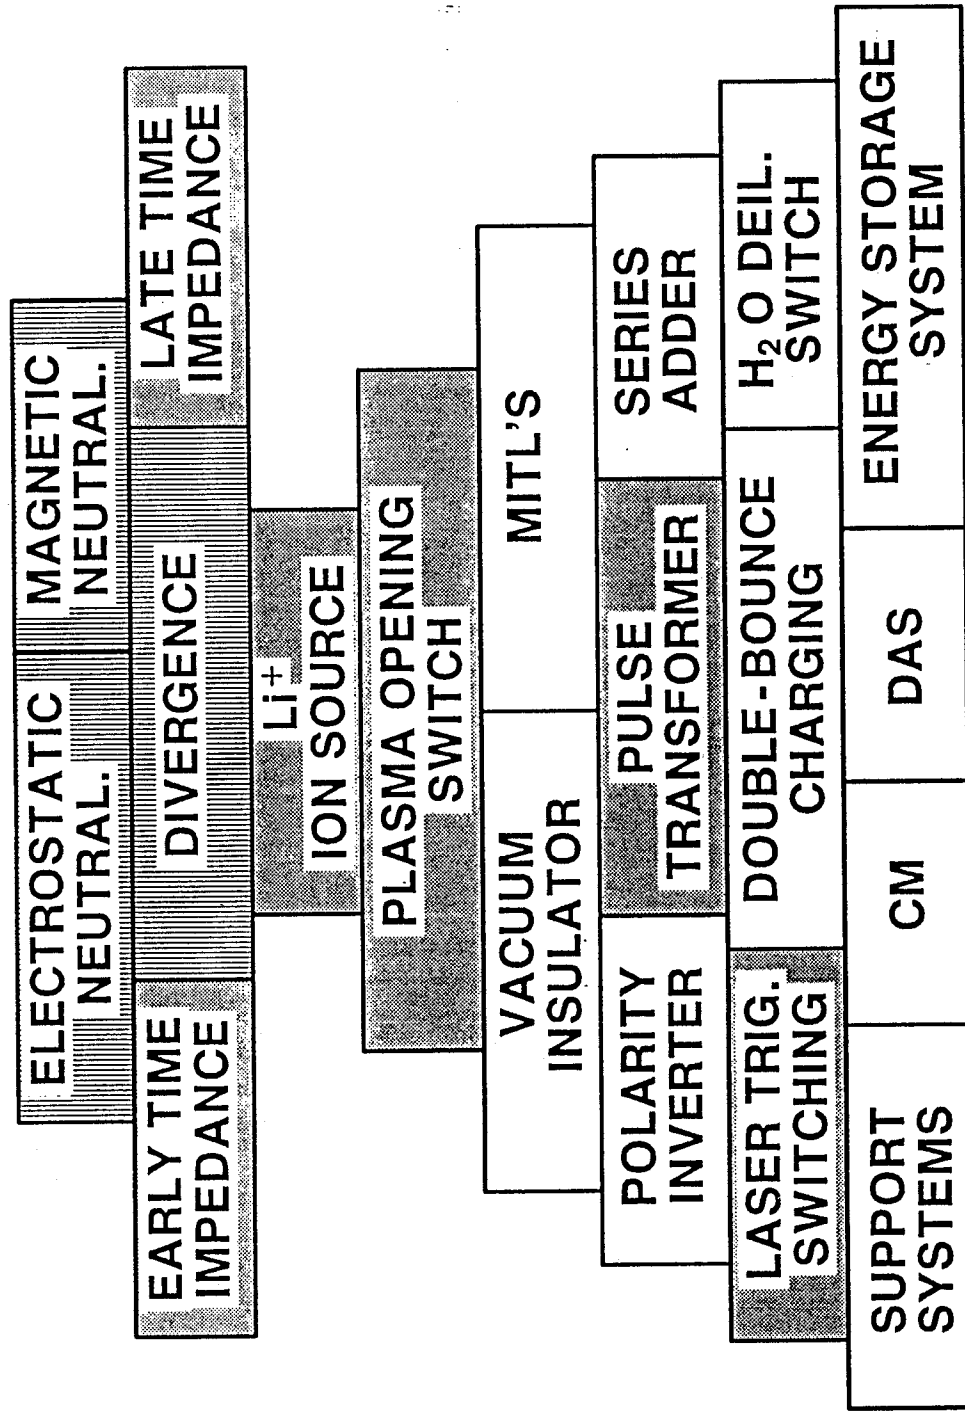 ELECTROSTATIC
NEUTRAL.
MAGNETIC
NEUTRAL.
EARLY TIME
IMPEDANCE
DIVERGENCE
LATE TIME
IMPEDANCE
Li+
ION SOURCE
PLASMA OPENING
SWITCH
VACUUM
INSULATOR
MITL'S
POLARITY
INVERTER
PULSE
TRANSFORMER
SERIES
ADDER
LASER TRIG.
SWITCHING
DOUBLE-BOUNCE
CHARGING
H2O DEIL.
SWITCH
SUPPORT
SYSTEMS
CM
DAS
ENERGY STORAGE
SYSTEM